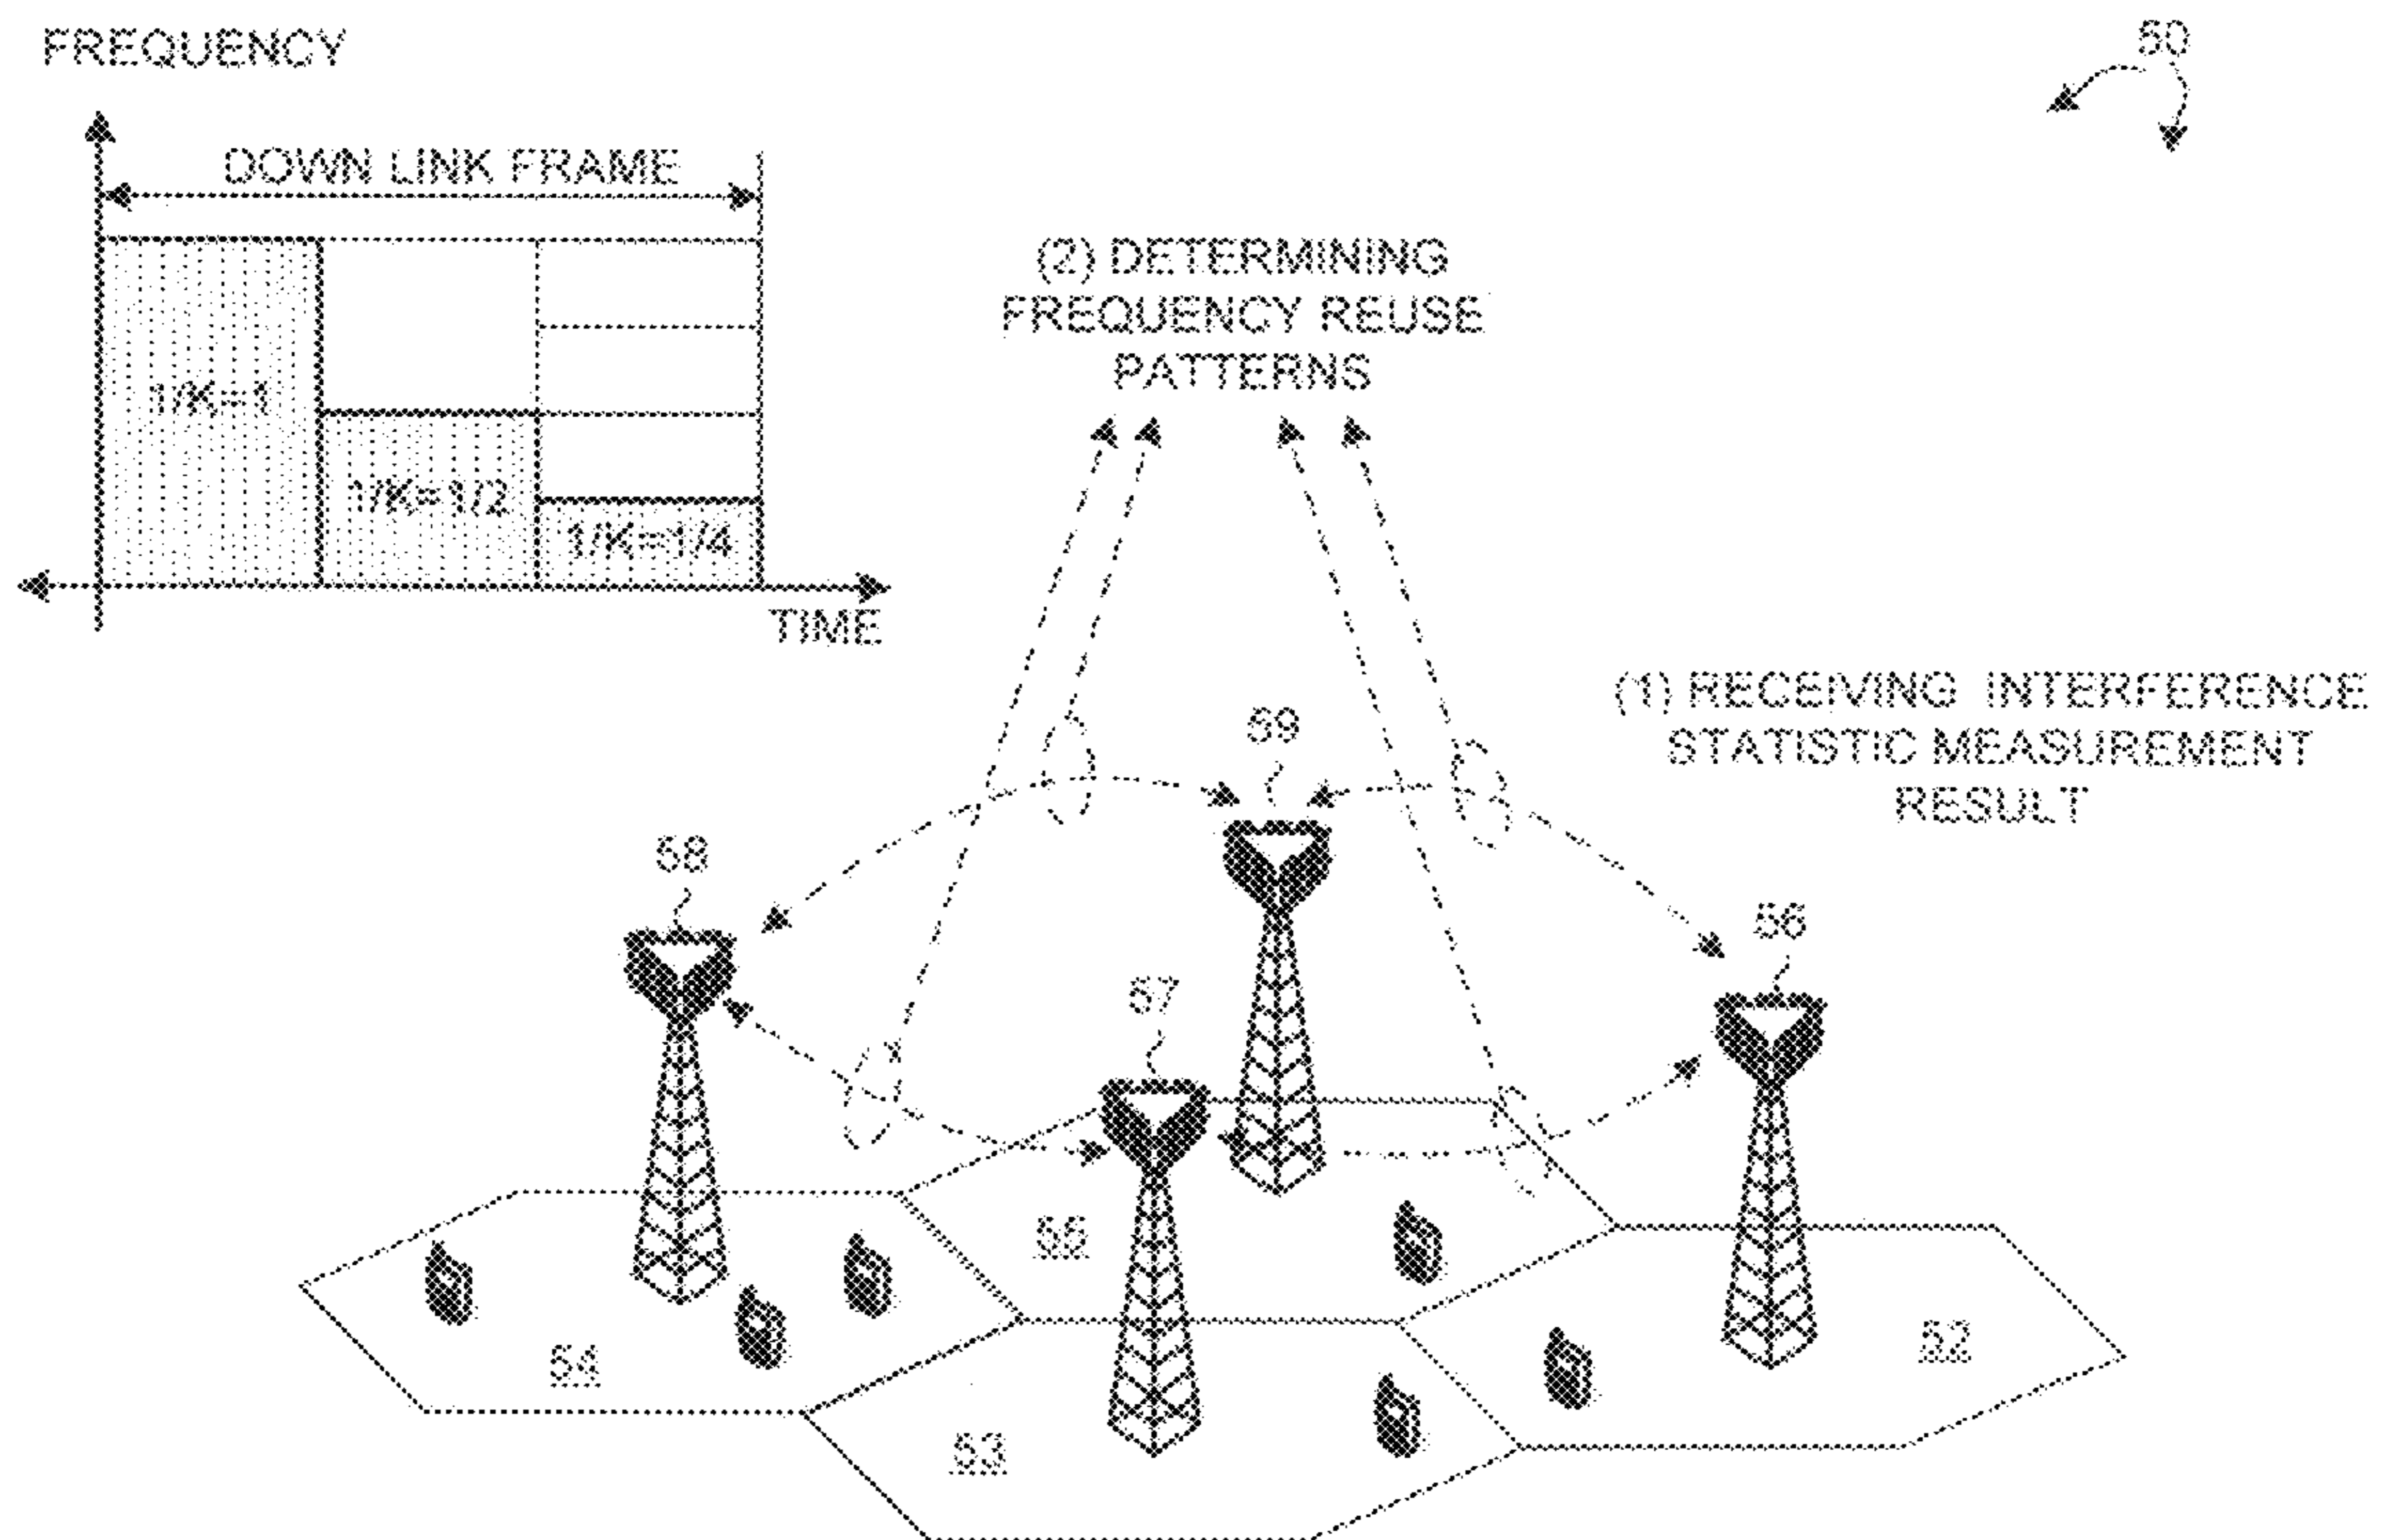 FREQUENCY
50
DOWN LINK FRAME
(2) DETERMINING
FREQUENCY REUSE
PATTERNS
1/K=1
1/K=1/2
1/K=1/4
TIME
(1) RECEIVING INTERFERENCE
STATISTIC MEASUREMENT
RESULT
59
58
56
57
55
52
54
53